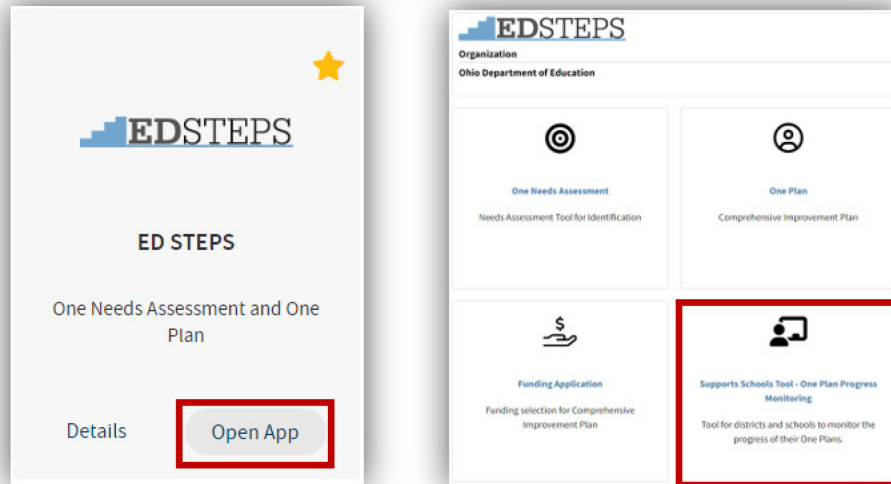 EDSTEPS
ED STEPS
One Needs Assessment and One
Plan
Details
Open App
EDSTEPS
Organization
Ohio Department of Education
One Needs Assessment
Needs Assessment Tool for Identification
One Plan
Comprehensive Improvement Plan
$
Funding Application
Funding selection for Comprehensive
Improvement Plan
Supports Schools Tool - One Plan Progress
Monitoring
Tool for districts and schools to monitor the
progress of their One Plans.